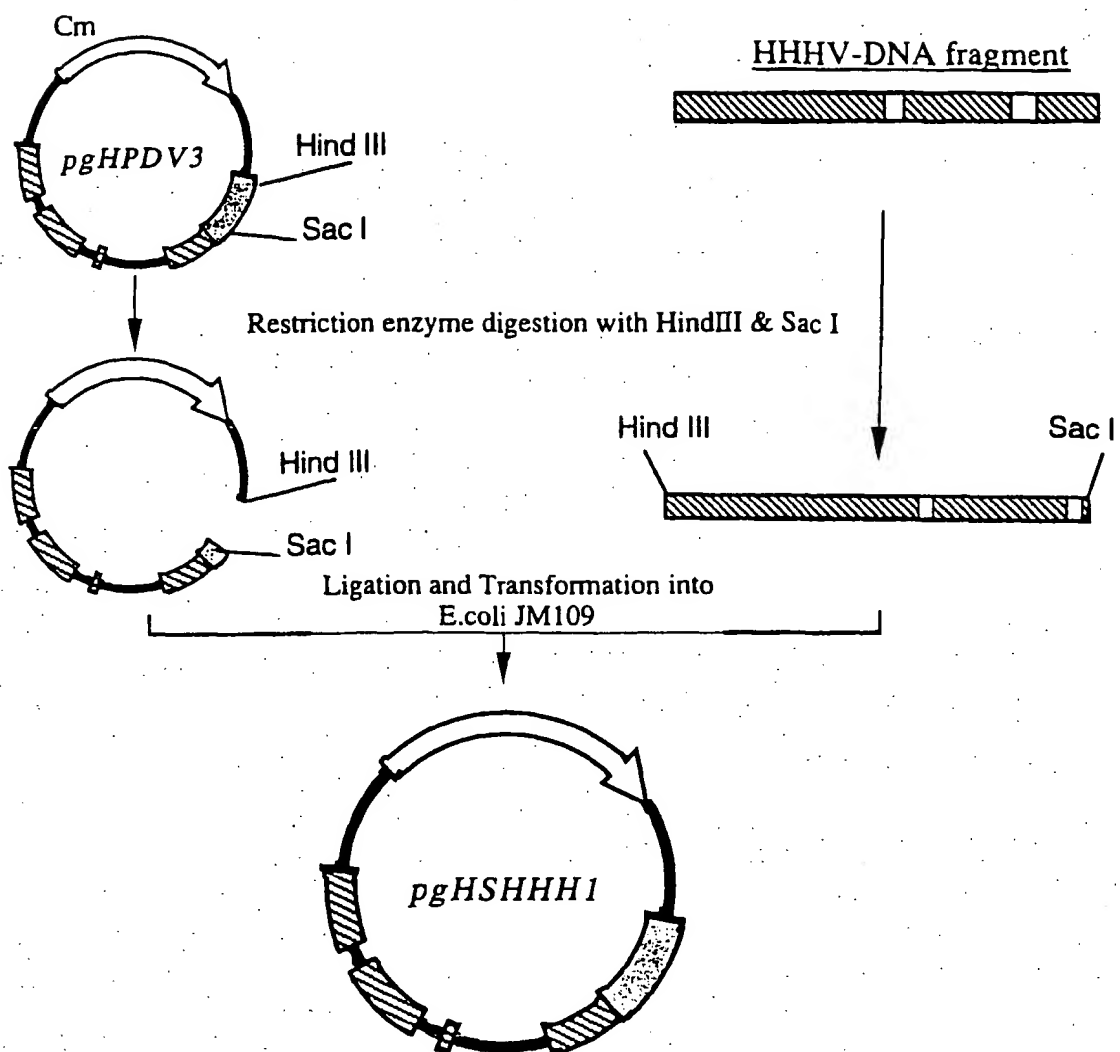 Cm
HHHV-DNA fragment
pgHPDV3
Hind III
Sac I
Restriction enzyme digestion with HindIII & Sac I
Hind III
Sac I
Hind III
Sac I
Ligation and Transformation into
E.coli JM109
pgHSHHH1